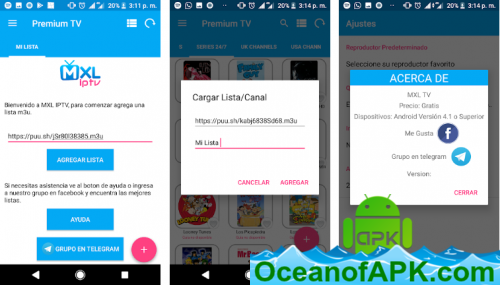 20% 3:11 p. m.
Premium TV
MI LISTA
MXL
iptv
Bienvenido a MXL IPTV, para comenzar agrega una
lista m3u.
https://puu.sh/jSr80l38385.m3u
AGREGAR LISTA
Si necesitas asistencia ve al boton de ayuda o ingresa
a nuestro grupo en facebook y encuentra las mejores
listas.
AYUDA
GRUPO EN TELEGRAM
+
20% 3:14 p. m.
Premium TV
S SERIES 24/7 UK CHANNELS USA CHANN
Cargar Lista/Canal
https://puu.sh/kabj6838Sd68.m3u
Mi Lista
CANCELAR AGREGAR
20% 3:14 p. m.
Ajustes
Reproductor Predeterminado
Seleccione su reproductor favorito
ACERCA DE
MXL TV
Precio: Gratis
Dispositivos: Android Versión 4.1 o Superior
Me Gusta
Grupo en telegram
Version:
CERRAR
apk
OceanofAPK.com